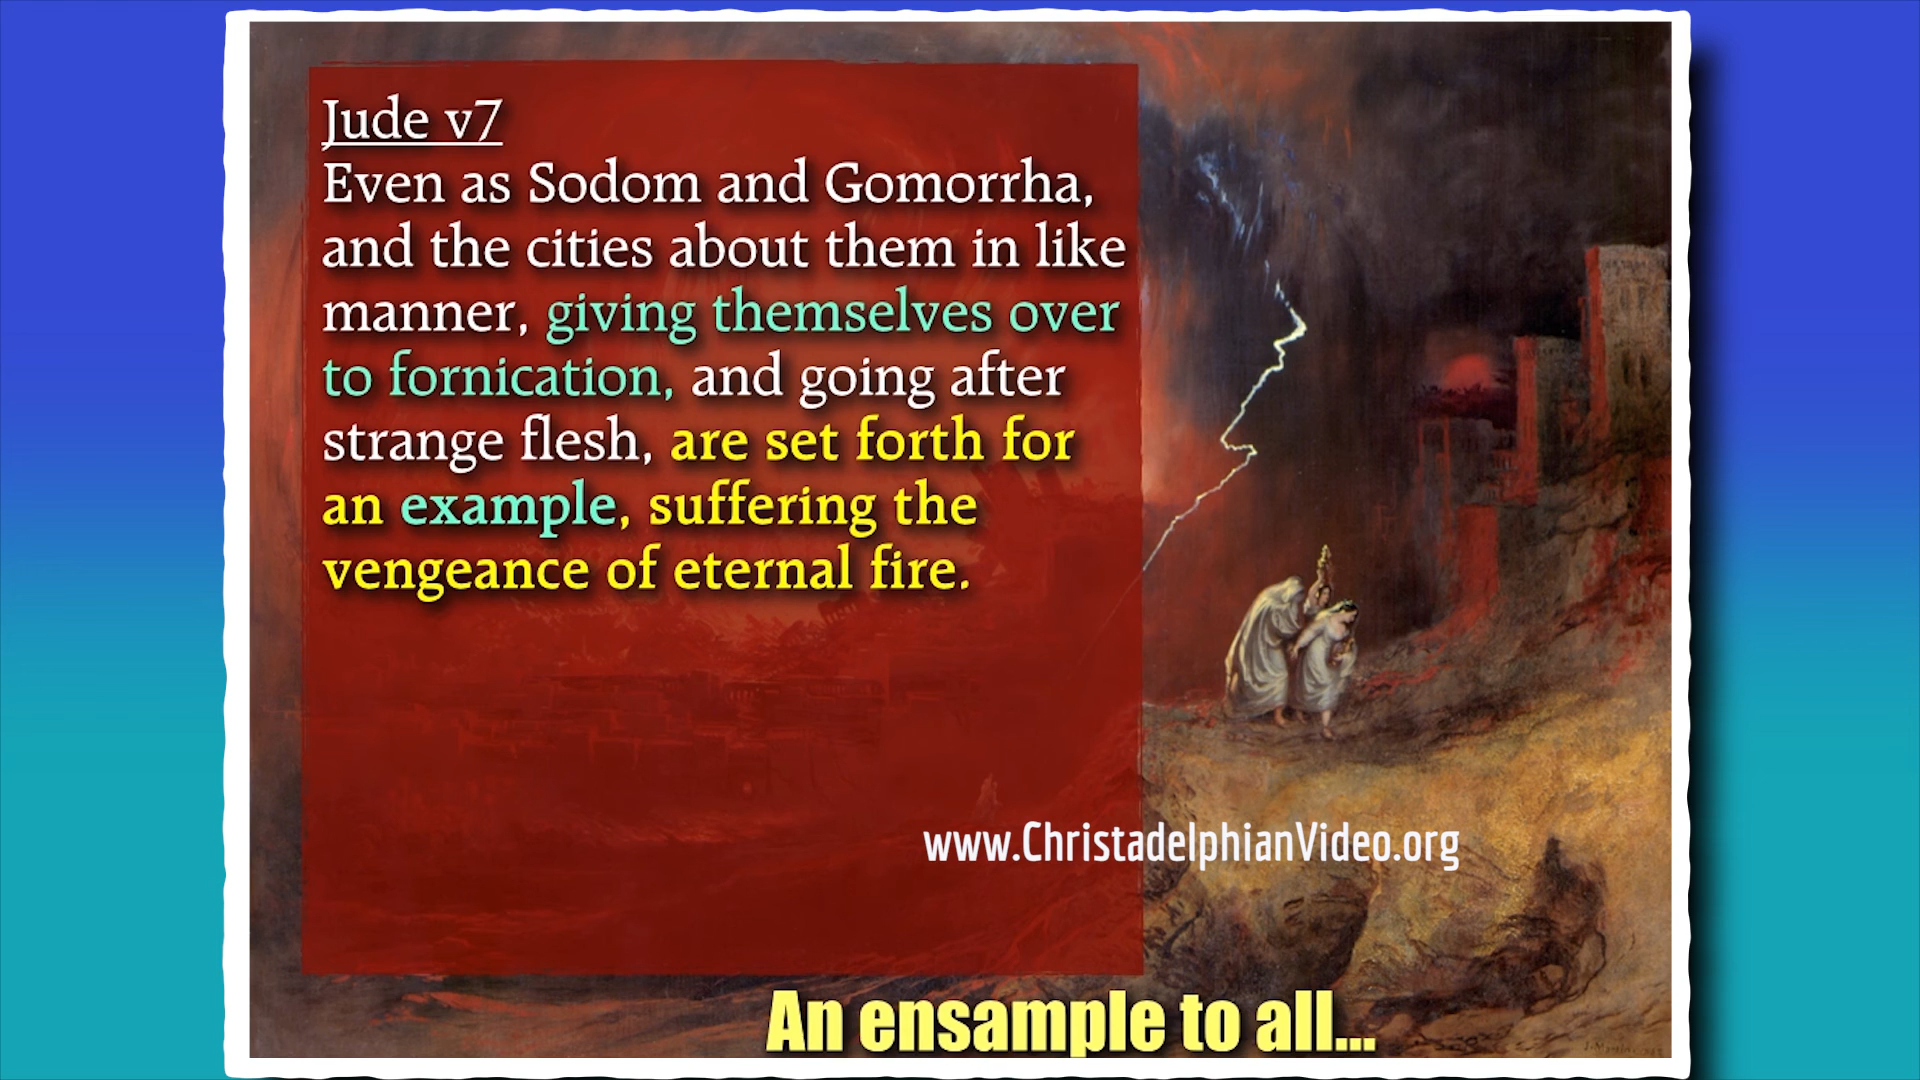 Jude v7
Even as Sodom and Gomorrha,
and the cities about them in like
manner, giving themselves over
to fornication, and going after
strange flesh, are set forth for
an example, suffering the
vengeance of eternal fire.
www.ChristadelphianVideo.org
An ensample to all...